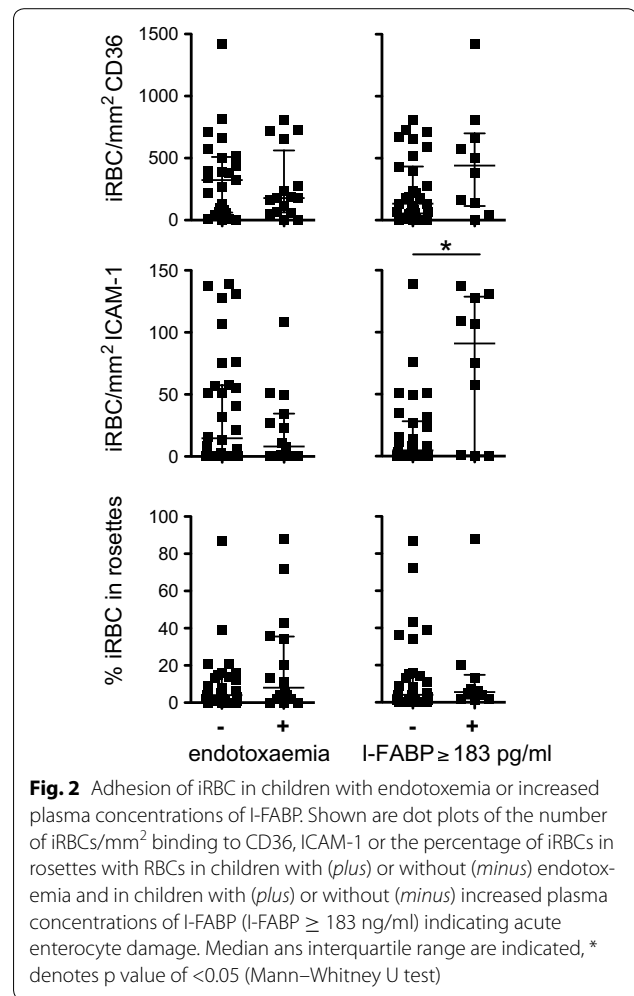 1500
1000
500
0
iRBC/mm² CD36
*
150
100
50
0
iRBC/mm² ICAM-1
100
80
60
40
20
0
% iRBC in rosettes
- + - +
endotoxaemia I-FABP ≥ 183 pg/ml
Fig. 2 Adhesion of iRBC in children with endotoxemia or increased
plasma concentrations of I-FABP. Shown are dot plots of the number
of iRBCs/mm² binding to CD36, ICAM-1 or the percentage of iRBCs in
rosettes with RBCs in children with (plus) or without (minus) endotox-
emia and in children with (plus) or without (minus) increased plasma
concentrations of I-FABP (I-FABP ≥ 183 ng/ml) indicating acute
enterocyte damage. Median ans interquartile range are indicated, *
denotes p value of <0.05 (Mann–Whitney U test)